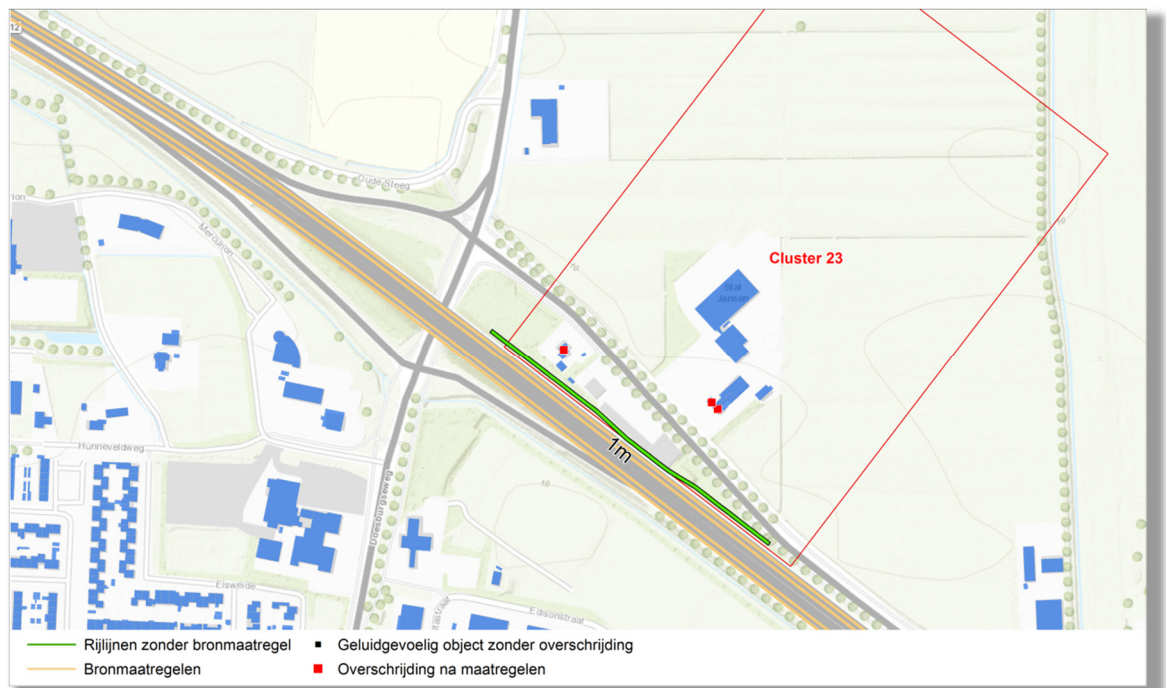 12
Oude Steeg
Mercurion
Cluster 23
Stal
Jansen
1m
Hunneveldweg
Doesburgseweg
Elsweide
Edisonstraat
10
10
10
Rijlijnen zonder bronmaatregel
Geluidgevoelig object zonder overschrijding
Bronmaatregelen
Overschrijding na maatregelen